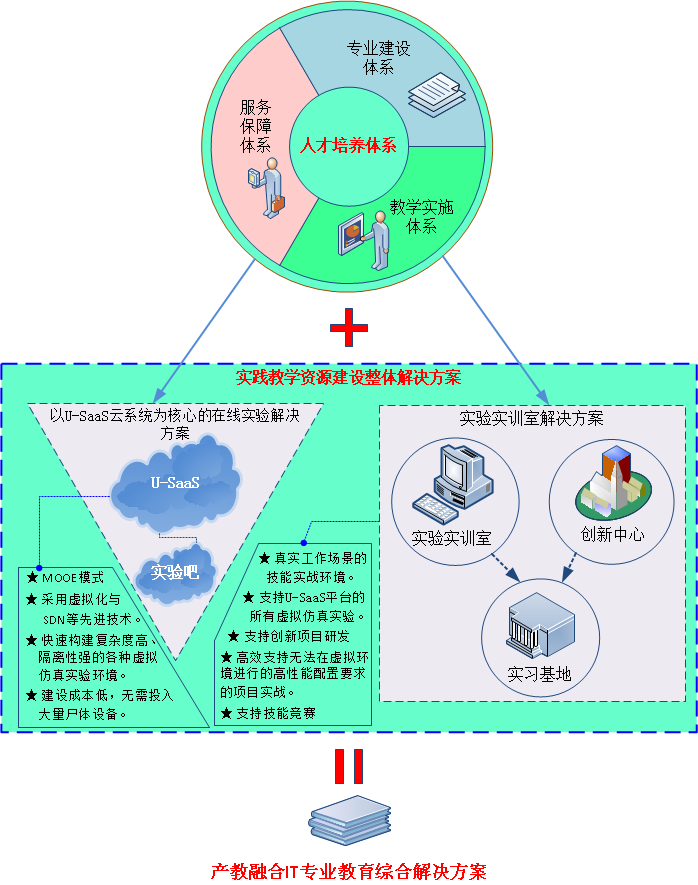 专业建设
体系
服务
保障
体系
人才培养体系
教学实施
体系
实践教学资源建设整体解决方案
以U-SaaS云系统为核心的在线实验解决
方案
U-SaaS
实验吧
★ MOOE模式
★ 采用虚拟化与
SDN等先进技术。
★ 快速构建复杂度高、
隔离性强的各种虚拟
仿真实验环境。
★ 建设成本低，无需投入
大量尸体设备。
★ 真实工作场景的
技能实战环境。
★ 支持U-SaaS平台的
所有虚拟仿真实验。
★ 支持创新项目研发
★ 高效支持无法在虚拟环
境进行的高性能配置要求
的项目实战。
★ 支持技能竞赛
实验实训室解决方案
实验实训室
创新中心
实习基地
产教融合IT专业教育综合解决方案